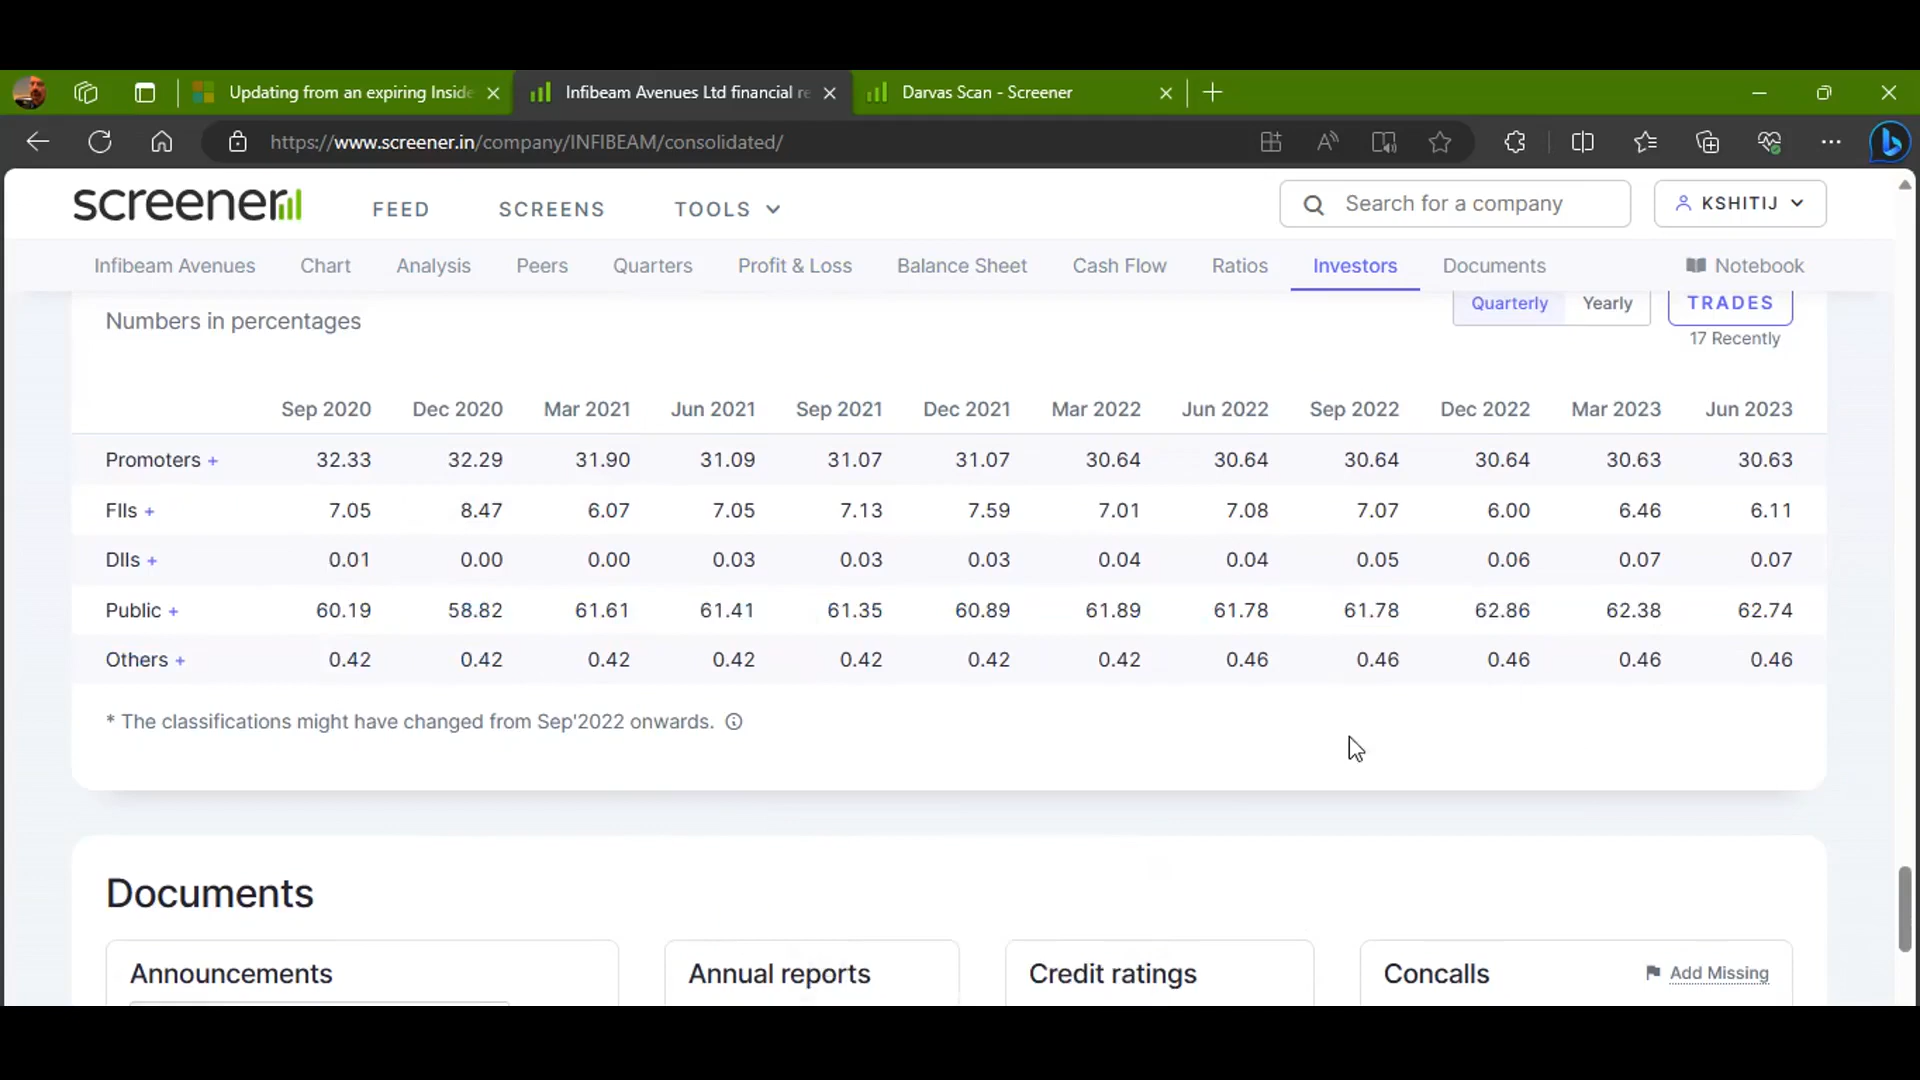 Updating from an expiring Inside
Infibeam Avenues Ltd financial re
Darvas Scan - Screener
https://www.screener.in/company/INFIBEAM/consolidated/
screener
FEED
SCREENS
TOOLS
Search for a company
KSHITIJ
Infibeam Avenues
Chart
Analysis
Peers
Quarters
Profit & Loss
Balance Sheet
Cash Flow
Ratios
Investors
Documents
Notebook
Numbers in percentages
Quarterly
Yearly
TRADES
17 Recently
Sep 2020 Dec 2020 Mar 2021 Jun 2021 Sep 2021 Dec 2021 Mar 2022 Jun 2022 Sep 2022 Dec 2022 Mar 2023 Jun 2023
Promoters + 32.33 32.29 31.90 31.09 31.07 31.07 30.64 30.64 30.64 30.64 30.63 30.63
FIIs + 7.05 8.47 6.07 7.05 7.13 7.59 7.01 7.08 7.07 6.00 6.46 6.11
DIIs + 0.01 0.00 0.00 0.03 0.03 0.03 0.04 0.04 0.05 0.06 0.07 0.07
Public + 60.19 58.82 61.61 61.41 61.35 60.89 61.89 61.78 61.78 62.86 62.38 62.74
Others + 0.42 0.42 0.42 0.42 0.42 0.42 0.42 0.46 0.46 0.46 0.46 0.46
* The classifications might have changed from Sep'2022 onwards.
Documents
Announcements
Annual reports
Credit ratings
Concalls
Add Missing